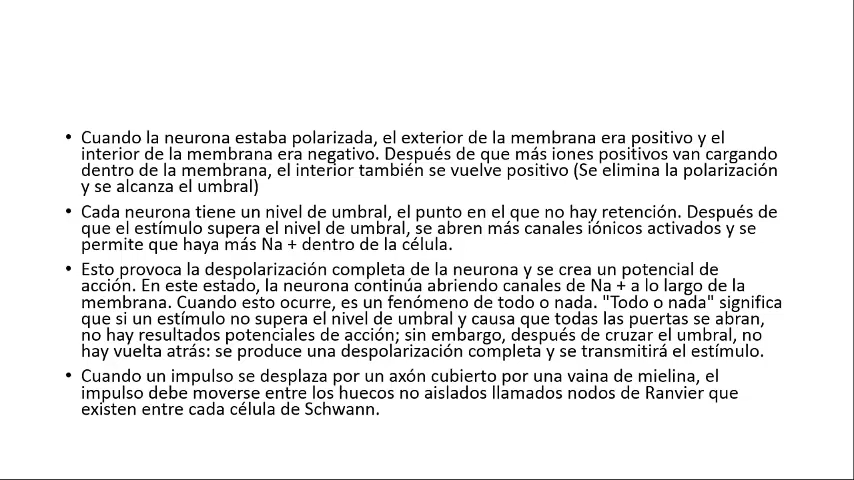 • Cuando la neurona estaba polarizada, el exterior de la membrana era positivo y el
interior de la membrana era negativo. Después de que más iones positivos van cargando
dentro de la membrana, el interior también se vuelve positivo (Se elimina la polarización
y se alcanza el umbral)
• Cada neurona tiene un nivel de umbral, el punto en el que no hay retención. Después de
que el estímulo supera el nivel de umbral, se abren más canales iónicos activados y se
permite que haya más Na + dentro de la célula.
• Esto provoca la despolarización completa de la neurona y se crea un potencial de
acción. En este estado, la neurona continúa abriendo canales de Na + a lo largo de la
membrana. Cuando esto ocurre, es un fenómeno de todo o nada. "Todo o nada" significa
que si un estímulo no supera el nivel de umbral y causa que todas las puertas se abran,
no hay resultados potenciales de acción; sin embargo, después de cruzar el umbral, no
hay vuelta atrás: se produce una despolarización completa y se transmitirá el estímulo.
• Cuando un impulso se desplaza por un axón cubierto por una vaina de mielina, el
impulso debe moverse entre los huecos no aislados llamados nodos de Ranvier que
existen entre cada célula de Schwann.